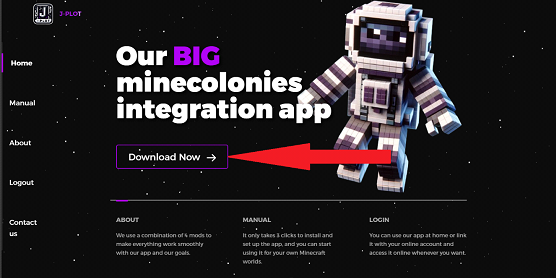 J-PLOT
Home
Manual
About
Logout
Contact
us
Our BIG
minecolonies
integration app
Download Now →
ABOUT
We use a combination of 4 mods to
make everything work smoothly
with our app and our goals.
MANUAL
It only takes 3 clicks to install and
set up the app, and you can start
using it for your own Minecraft
worlds.
LOGIN
You can use our app at home or link
it with your online account and
access it online whenever you want.